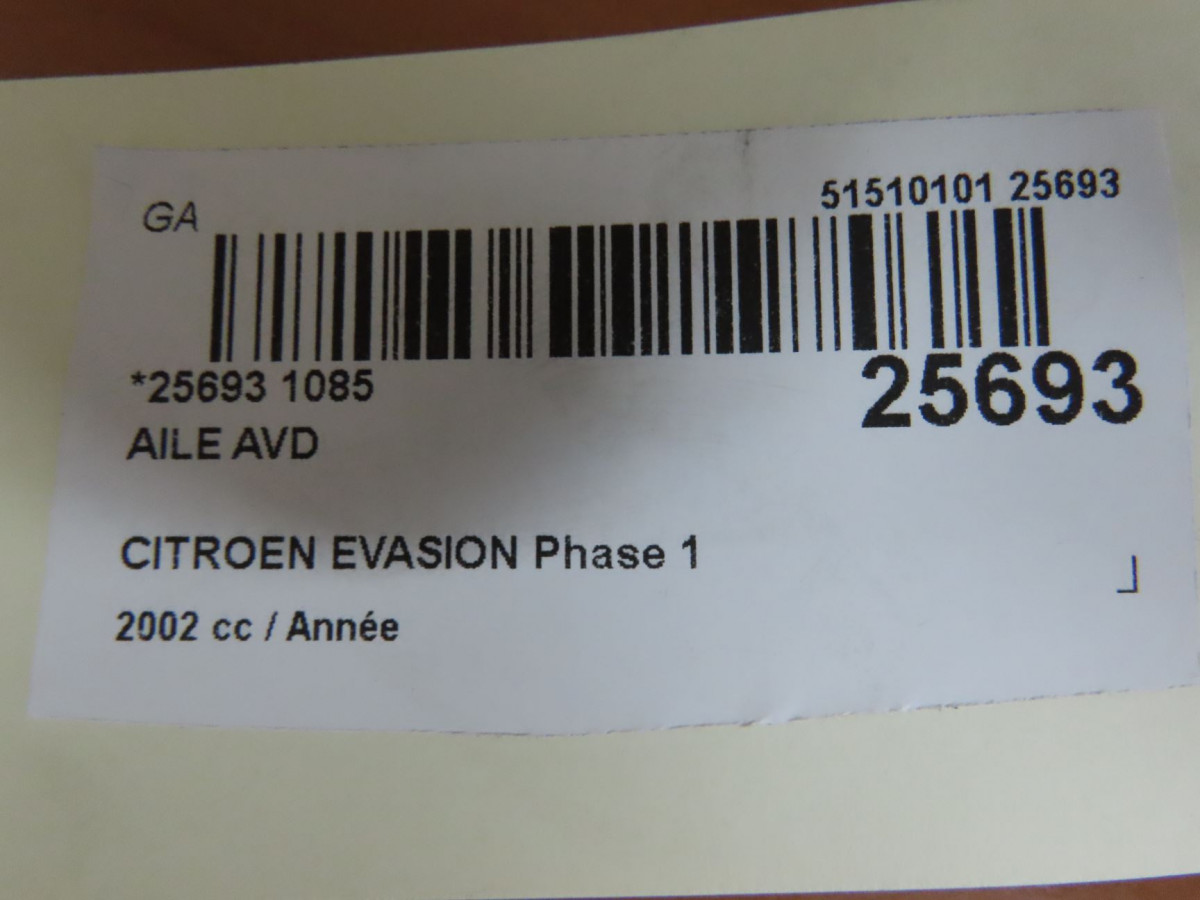 GA
51510101 25693
*25693 1085
25693
AILE AVD
CITROEN EVASION Phase 1
2002 cc / Année